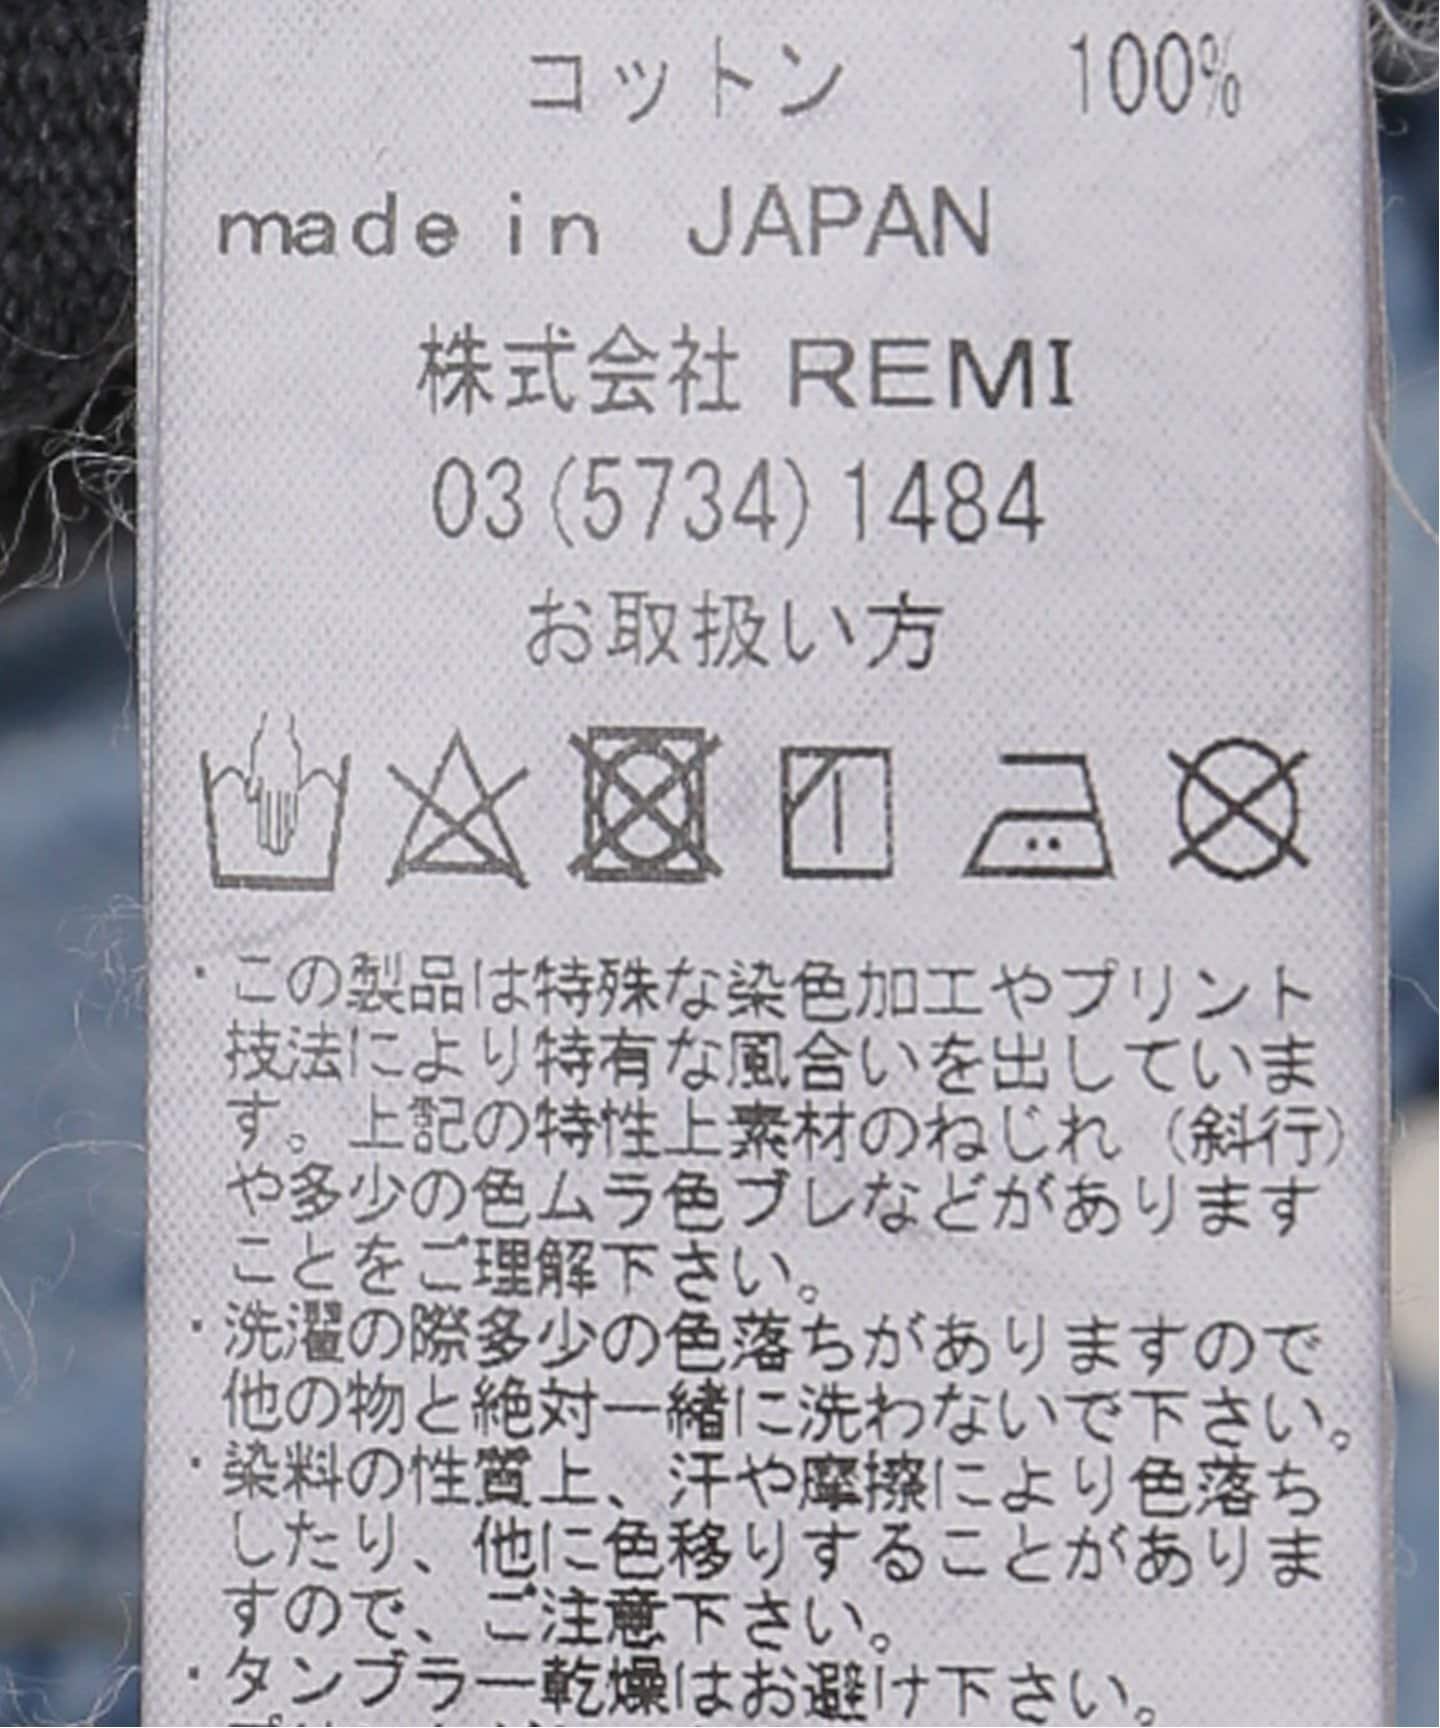 コットン 100%
made in JAPAN
株式会社 REMI
03(5734)1484
お取扱い方
・この製品は特殊な染色加工やプリント
技法により特有な風合いを出していま
す。上記の特性上素材のねじれ（斜行）
や多少の色ムラ色ブレなどがあります
ことをご理解下さい。
・洗濯の際多少の色落ちがありますので
他の物と絶対一緒に洗わないで下さい。
・染料の性質上、汗や摩擦により色落ち
したり、他に色移りすることがありま
すので、ご注意下さい。
・タンブラー乾燥はお避け下さい。